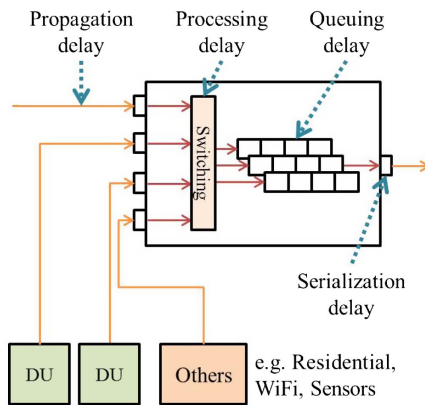 Propagation
delay
Processing
delay
Queuing
delay
Switching
Serialization
delay
DU
DU
Others
e.g. Residential,
WiFi, Sensors